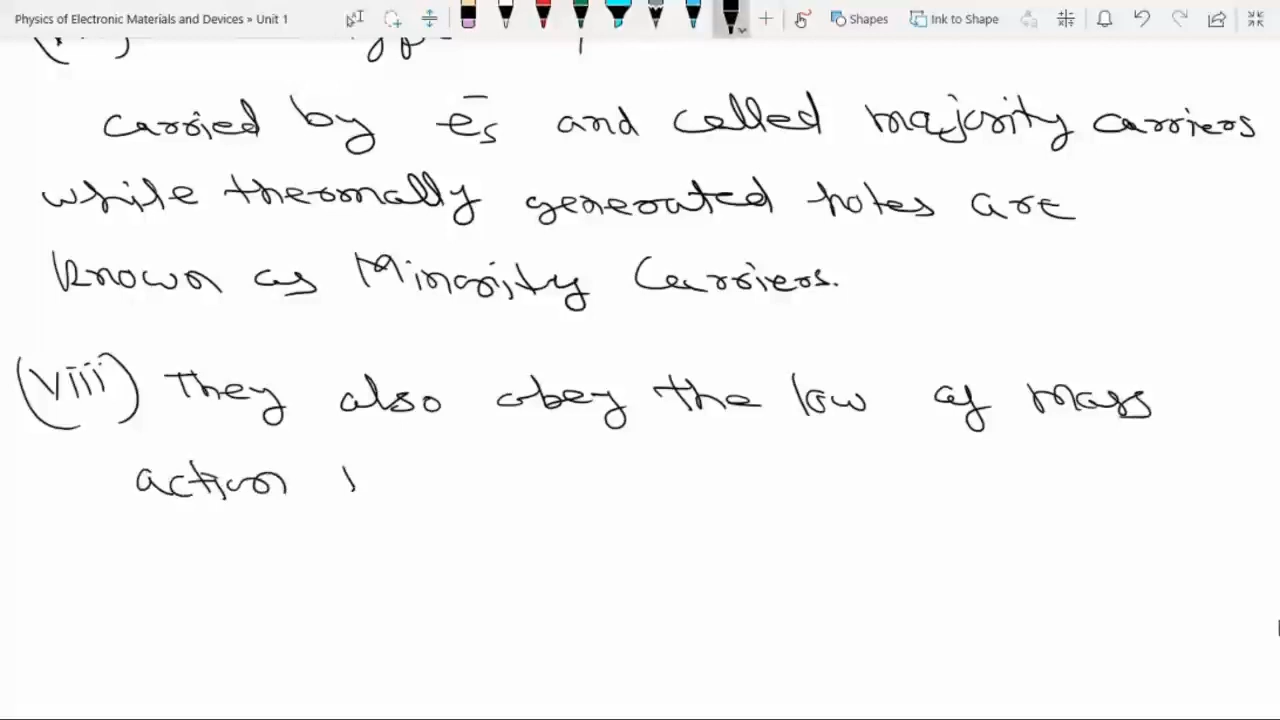 Physics of Electronic Materials and Devices » Unit 1
Shapes
Ink to Shape
carried by e̅s and called majority carriers
while thermally generated holes are
known as Minority Carriers.
(viii) They also obey the law of mass
action